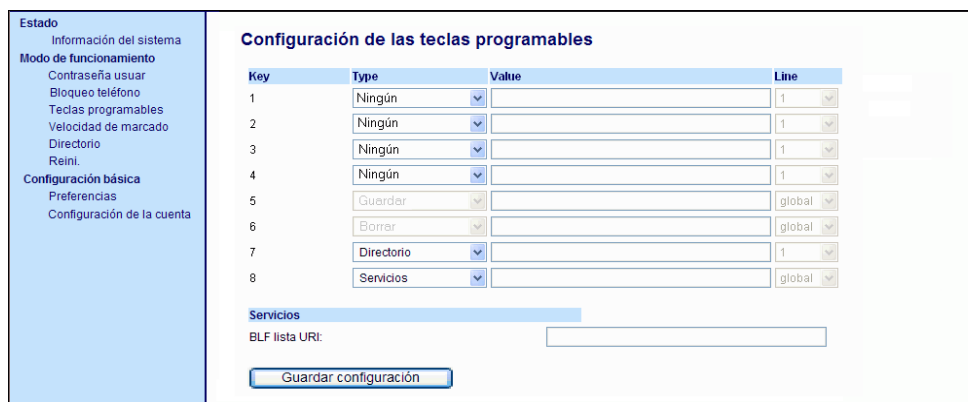 Estado
Información del sistema
Modo de funcionamiento
Contraseña usuar
Bloqueo teléfono
Teclas programables
Velocidad de marcado
Directorio
Reini.
Configuración básica
Preferencias
Configuración de la cuenta
Configuración de las teclas programables
Key Type Value Line
1 Ningún 1
2 Ningún 1
3 Ningún 1
4 Ningún 1
5 Guardar global
6 Borrar global
7 Directorio 1
8 Servicios global
Servicios
BLF lista URI:
Guardar configuración